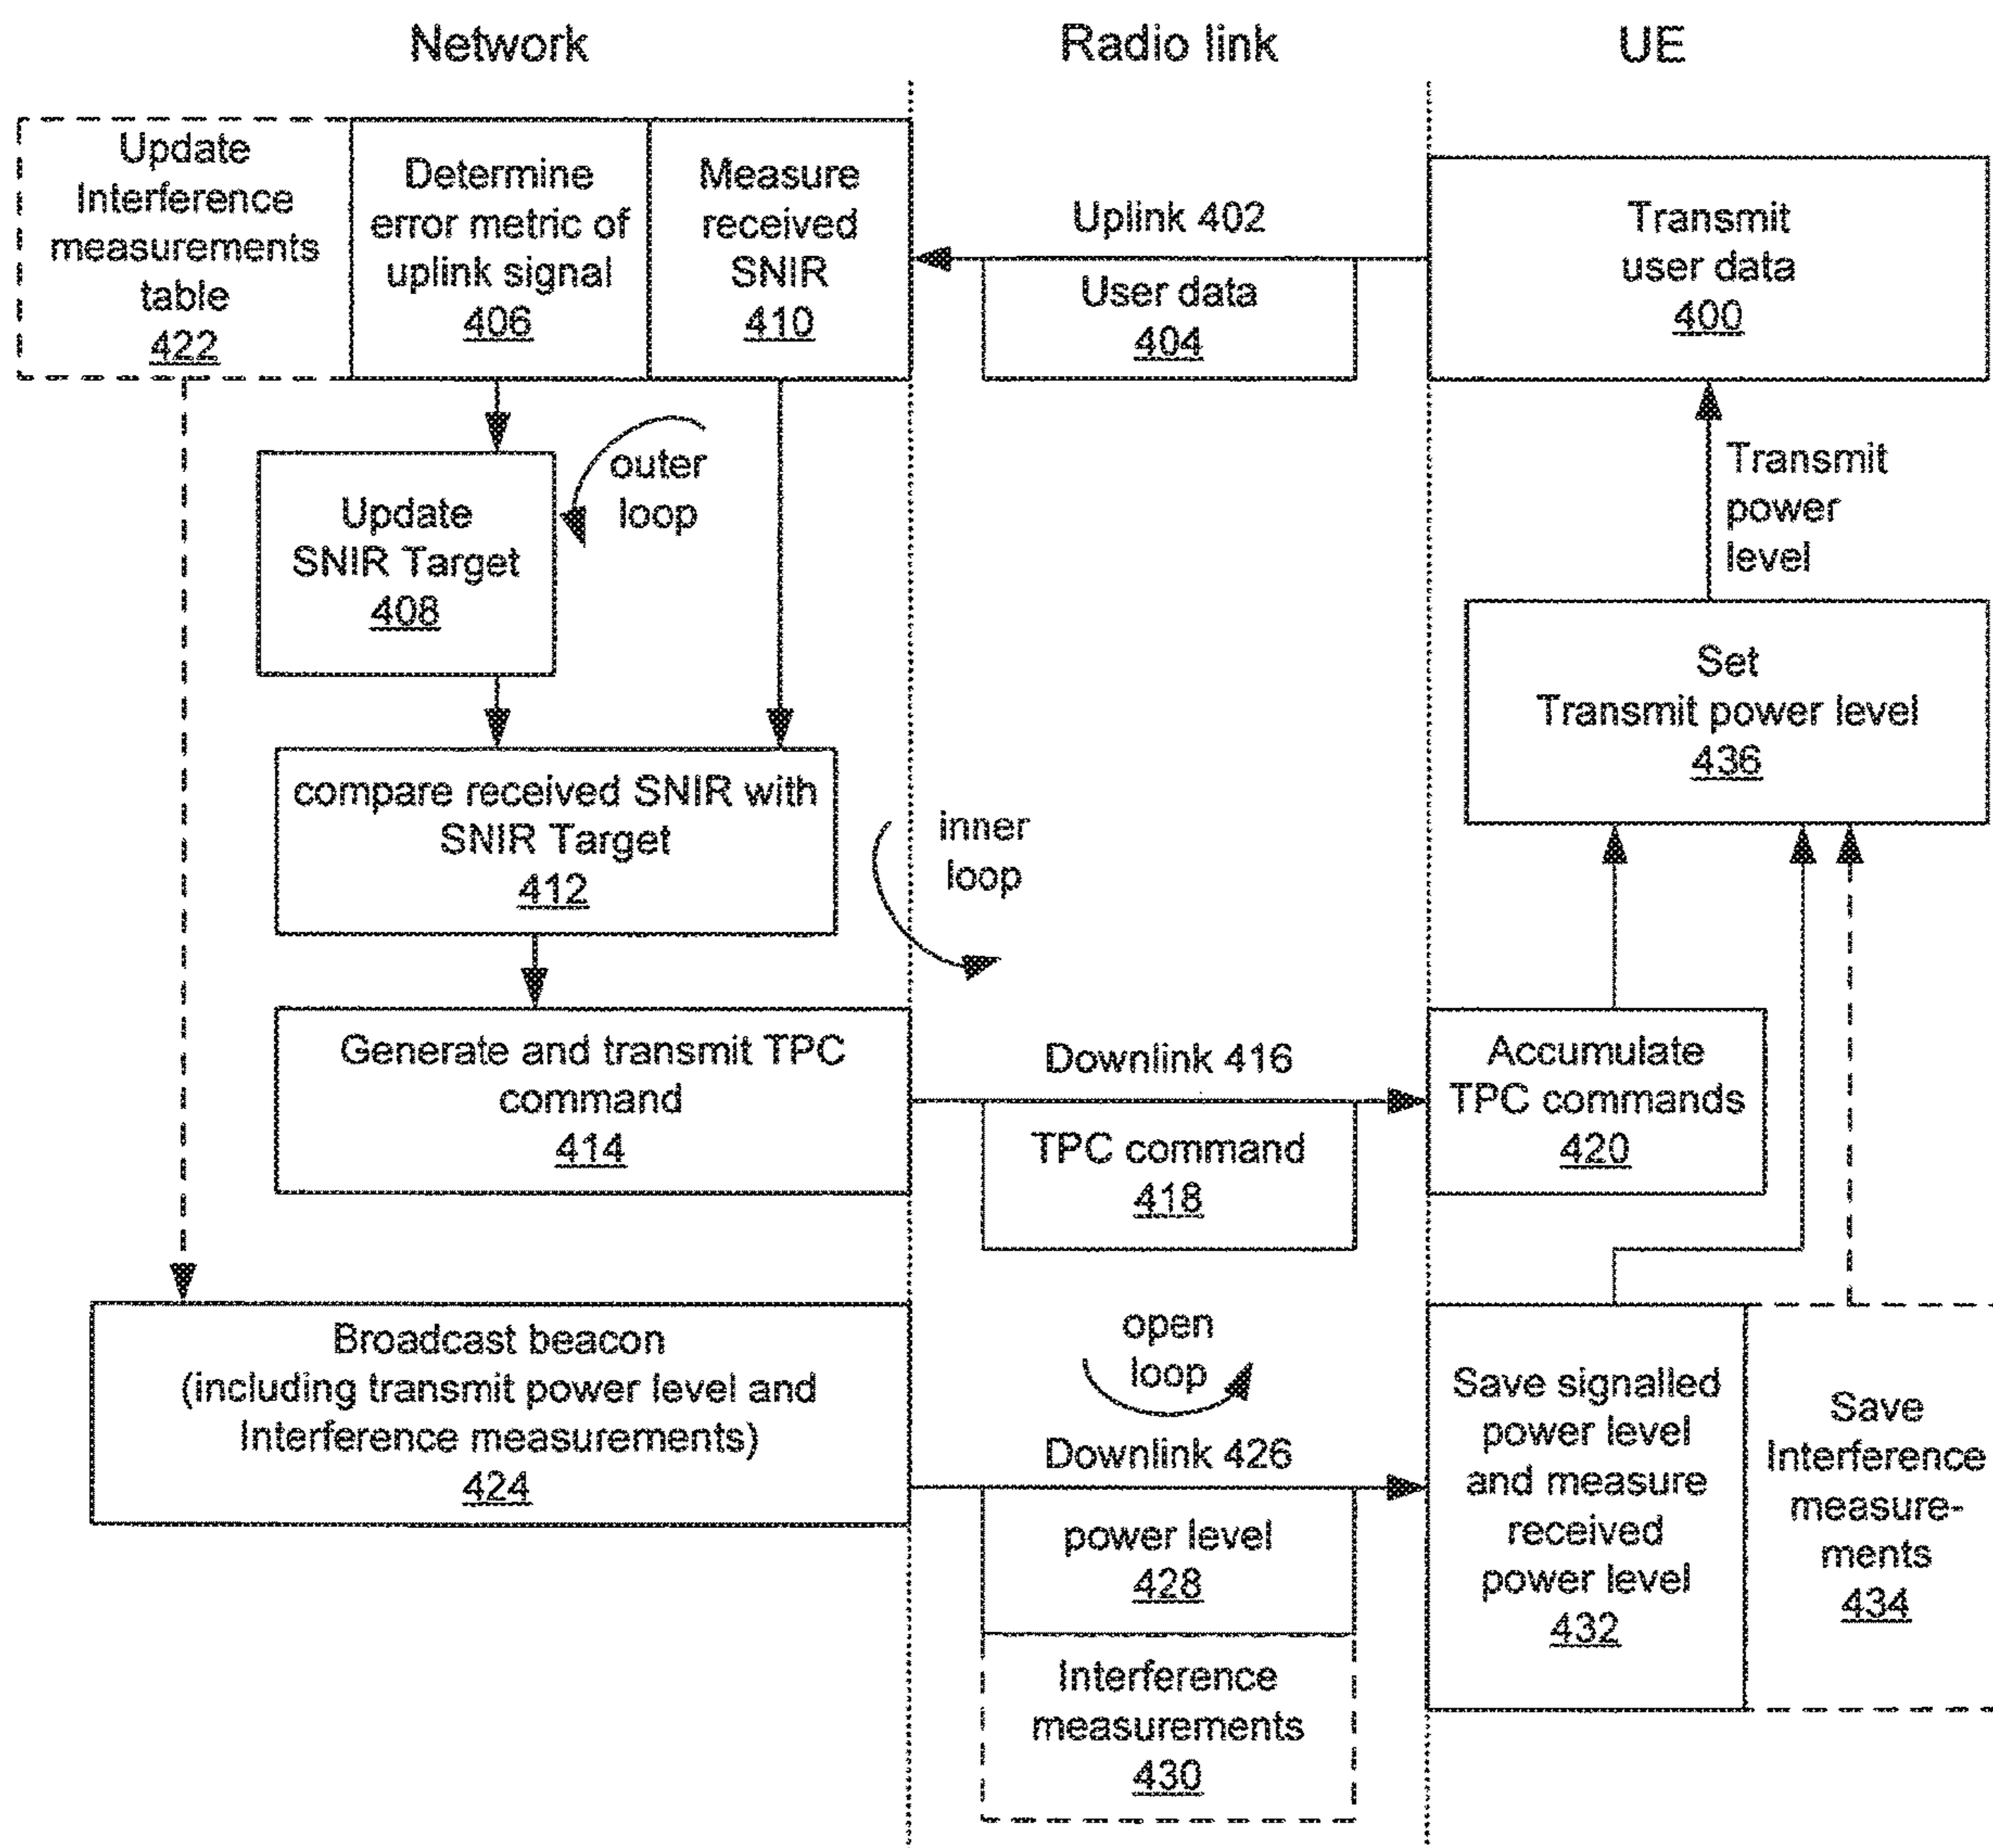 Network
Radio link
UE
Update
Interference
measurements
table
422
Determine
error metric of
uplink signal
406
Measure
received
SNIR
410
Uplink 402
User data
404
Transmit
user data
400
outer
loop
Update
SNIR Target
408
Transmit
power
level
Set
Transmit power level
436
compare received SNIR with
SNIR Target
412
inner
loop
Generate and transmit TPC
command
414
Downlink 416
TPC command
418
Accumulate
TPC commands
420
Broadcast beacon
(including transmit power level and
Interference measurements)
424
open
loop
Downlink 426
power level
428
Interference
measurements
430
Save signalled
power level
and measure
received
power level
432
Save
Interference
measure-
ments
434